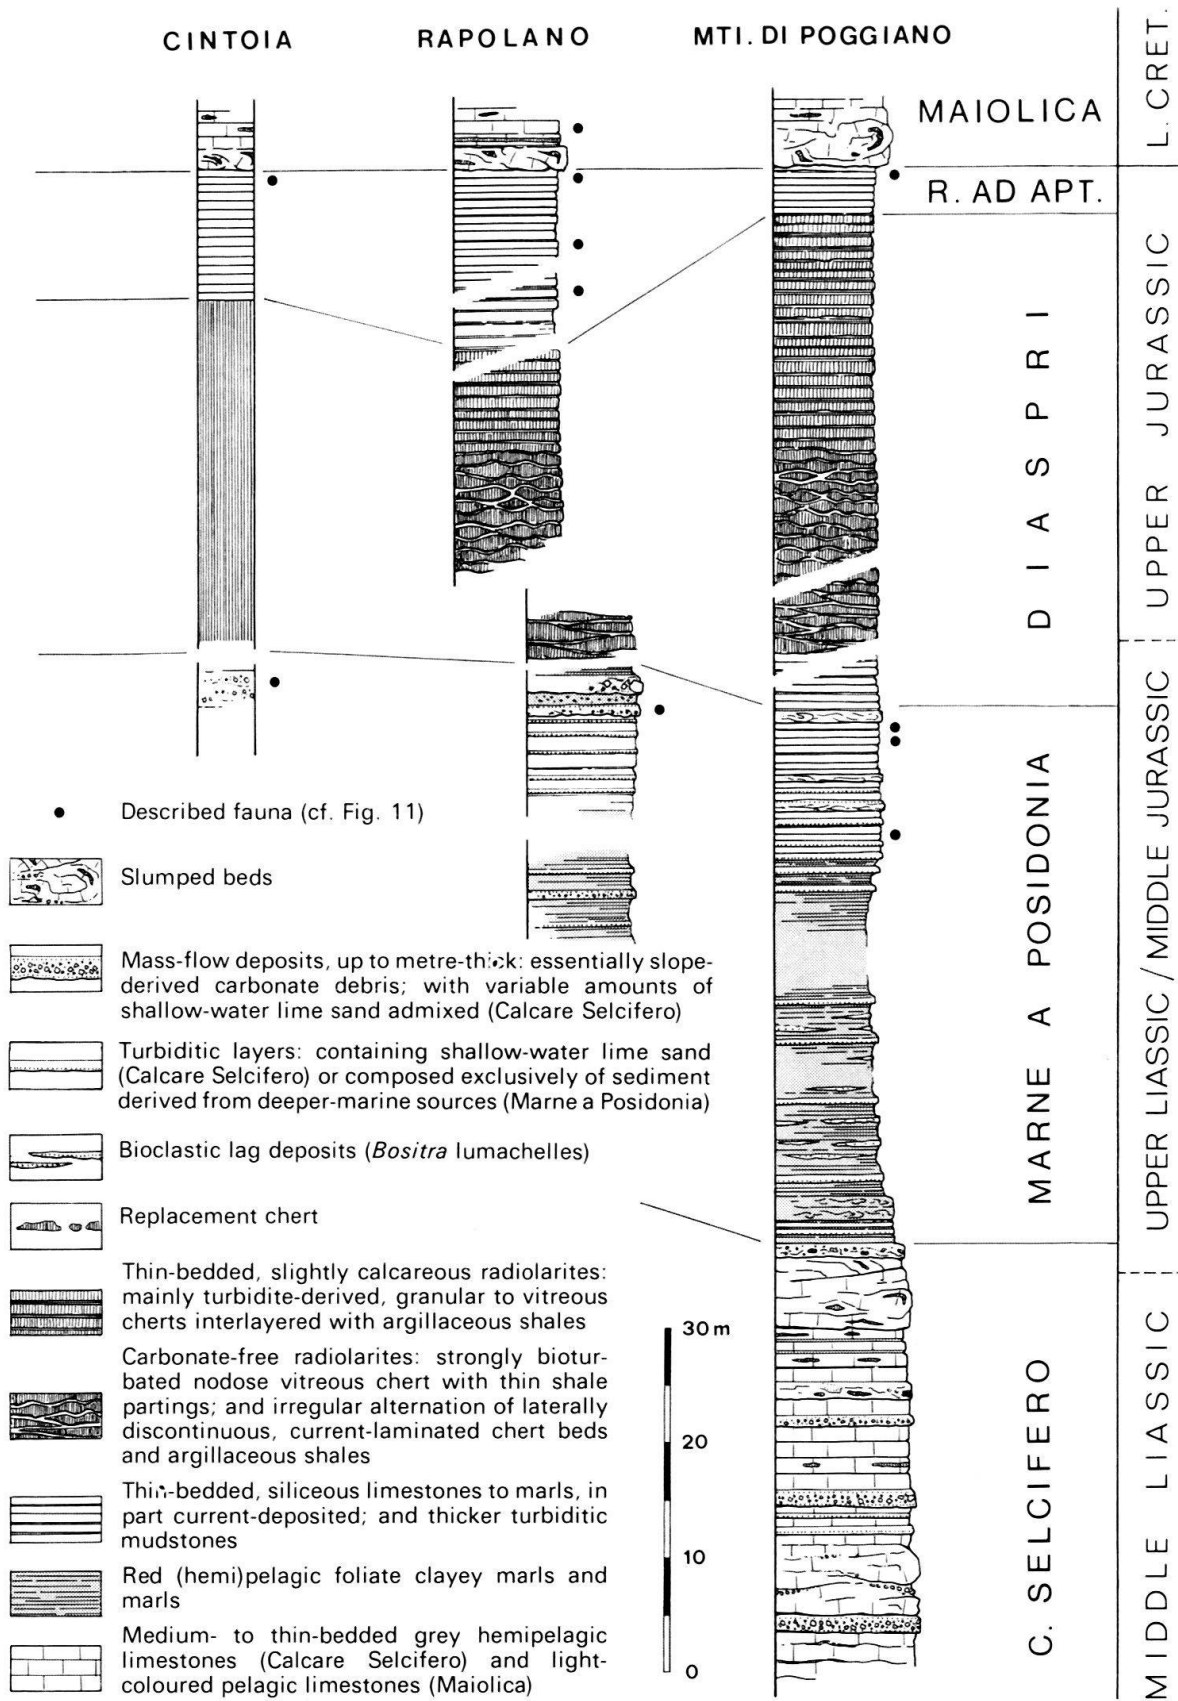 CINTOIA
RAPOLANO
MTI. DI POGGIANO
MAIOLICA
R. AD APT.
DIASPRI
MARNE A POSIDONIA
C. SELCIFERO
L. CRET.
UPPER JURASSIC
UPPER LIASSIC / MIDDLE JURASSIC
MIDDLE LIASSIC
Described fauna (cf. Fig. 11)
Slumped beds
Mass-flow deposits, up to metre-thick: essentially slope-
derived carbonate debris; with variable amounts of
shallow-water lime sand admixed (Calcare Selcifero)
Turbiditic layers: containing shallow-water lime sand
(Calcare Selcifero) or composed exclusively of sediment
derived from deeper-marine sources (Marne a Posidonia)
Bioclastic lag deposits (Bositra lumachelles)
Replacement chert
Thin-bedded, slightly calcareous radiolarites:
mainly turbidite-derived, granular to vitreous
cherts interlayered with argillaceous shales
Carbonate-free radiolarites: strongly biotur-
bated nodose vitreous chert with thin shale
partings; and irregular alternation of laterally
discontinuous, current-laminated chert beds
and argillaceous shales
Thin-bedded, siliceous limestones to marls, in
part current-deposited; and thicker turbiditic
mudstones
Red (hemi)pelagic foliate clayey marls and
marls
Medium- to thin-bedded grey hemipelagic
limestones (Calcare Selcifero) and light-
coloured pelagic limestones (Maiolica)
30 m
20
10
0